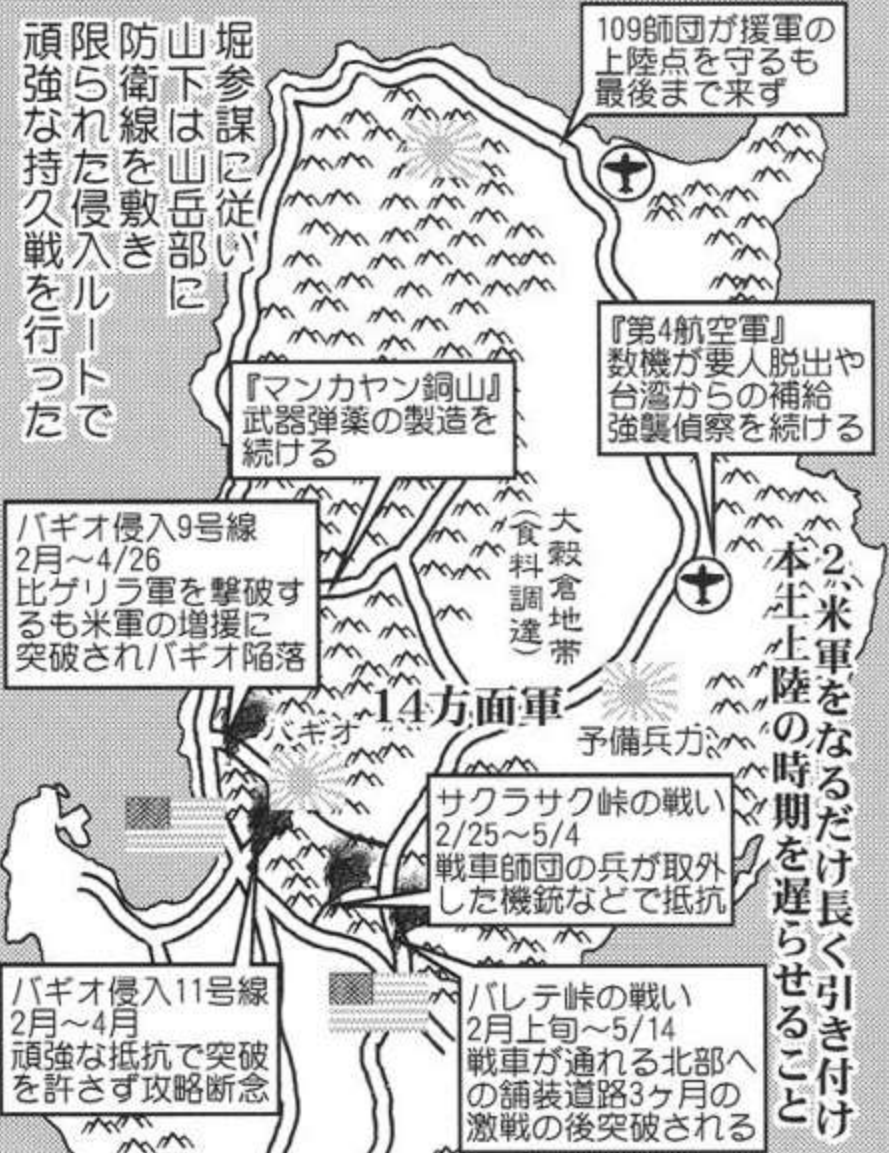 109師団が援軍の
上陸点を守るも
最後まで来ず
堀参謀に従い
山下は山岳部に
防衛線を敷き
限られた侵入ルートで
頑強な持久戦を行った
『第4航空軍』
数機が要人脱出や
台湾からの補給
強襲偵察を続ける
『マンカヤン銅山』
武器弾薬の製造を
続ける
大穀倉地帯
(食料調達)
バギオ侵入9号線
2月～4/26
比ゲリラ軍を撃破す
るも米軍の増援に
突破されバギオ陥落
2、米軍をなるだけ長く引き付け
本土上陸の時期を遅らせること
14方面軍
バギオ
予備兵力
サクラサク峠の戦い
2/25～5/4
戦車師団の兵が取外
した機銃などで抵抗
バギオ侵入11号線
2月～4月
頑強な抵抗で突破
を許さず攻略断念
バレテ峠の戦い
2月上旬～5/14
戦車が通れる北部へ
の舗装道路3ヶ月の
激戦の後突破される